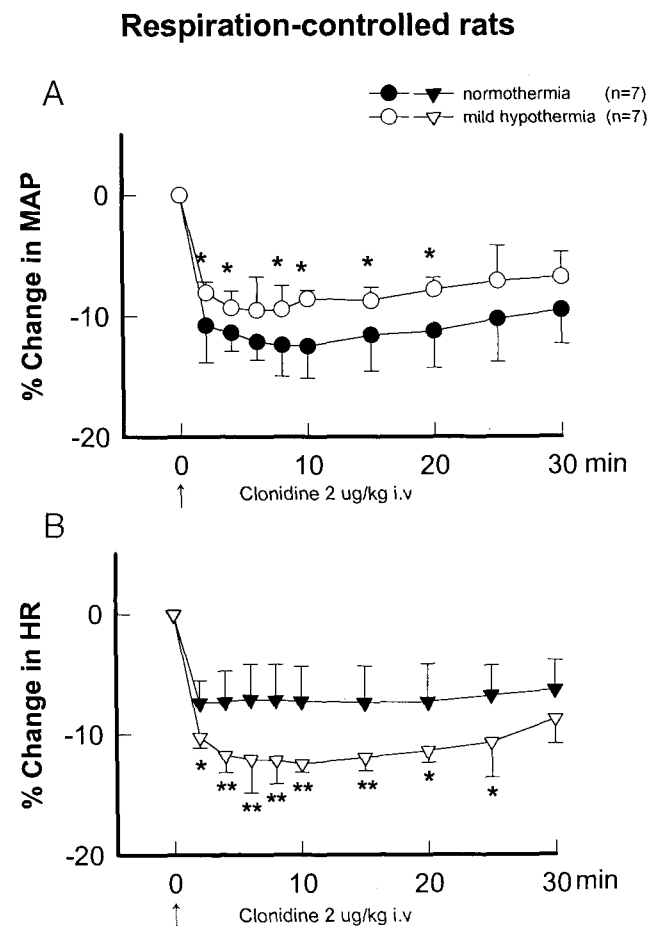 Respiration-controlled rats
A
normothermia (n=7)
mild hypothermia (n=7)
% Change in MAP
0
-10
-20
* * * * * *
0 10 20 30 min
↑ Clonidine 2 ug/kg i.v
B
% Change in HR
0
-10
-20
* ** ** ** ** ** * *
0 10 20 30 min
↑ Clonidine 2 ug/kg i.v